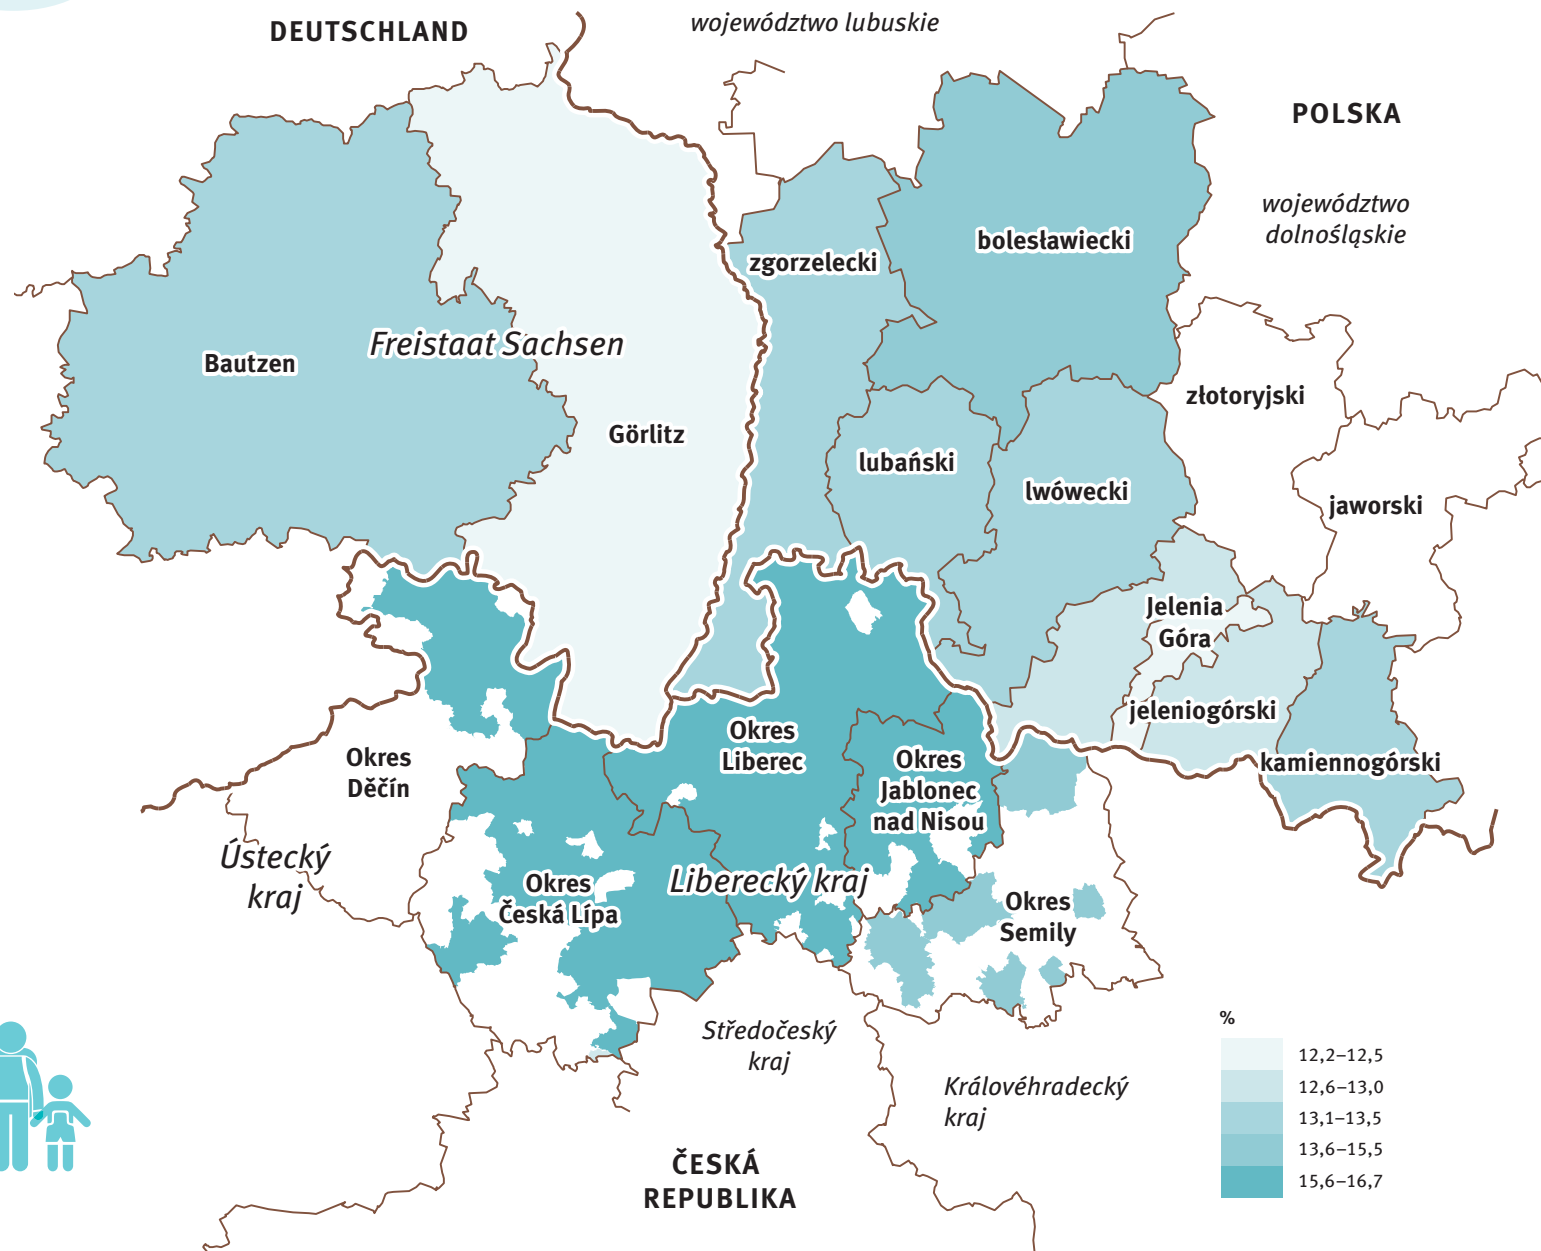 DEUTSCHLAND
województwo lubuskie
POLSKA
województwo
dolnośląskie
bolesławiecki
zgorzelecki
Freistaat Sachsen
Bautzen
złotoryjski
Görlitz
lubański
lwówecki
jaworski
Jelenia
Góra
jeleniogórski
kamiennogórski
Okres
Liberec
Okres
Děčín
Okres
Jablonec
nad Nisou
Ústecký
kraj
Liberecký kraj
Okres
Česká Lípa
Okres
Semily
Středočeský
kraj
Královéhradecký
kraj
ČESKÁ
REPUBLIKA
%
12,2–12,5
12,6–13,0
13,1–13,5
13,6–15,5
15,6–16,7